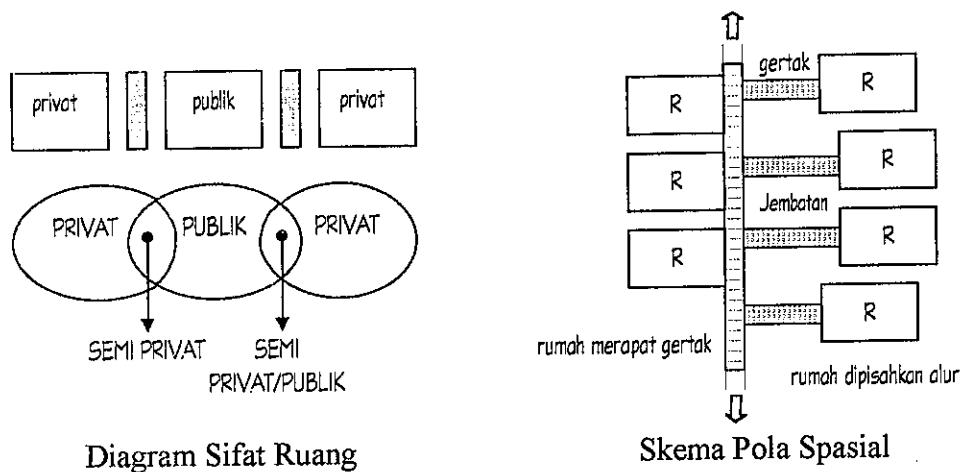 privat
publik
privat
PRIVAT
PUBLIK
PRIVAT
SEMI PRIVAT
SEMI
PRIVAT/PUBLIK
Diagram Sifat Ruang
gertak
R
R
R
R
Jembatan
R
R
R
rumah merapat gertak
rumah dipisahkan alur
Skema Pola Spasial